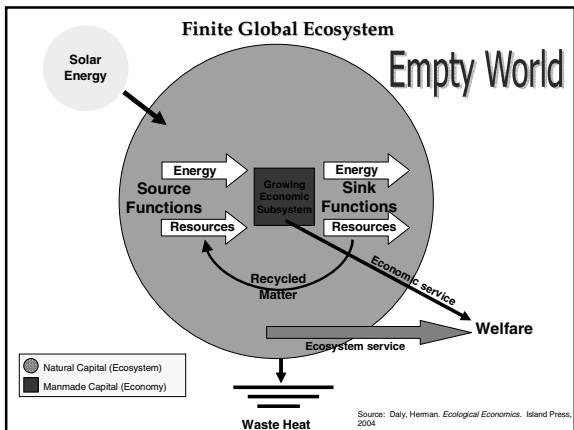 Finite Global Ecosystem
Solar
Energy
Empty World
Energy
Energy
Source
Functions
Growing
Economic
Subsystem
Sink
Functions
Resources
Resources
Recycled
Matter
Economic service
Welfare
Ecosystem service
Natural Capital (Ecosystem)
Manmade Capital (Economy)
Waste Heat
Source: Daly, Herman. Ecological Economics. Island Press,
2004